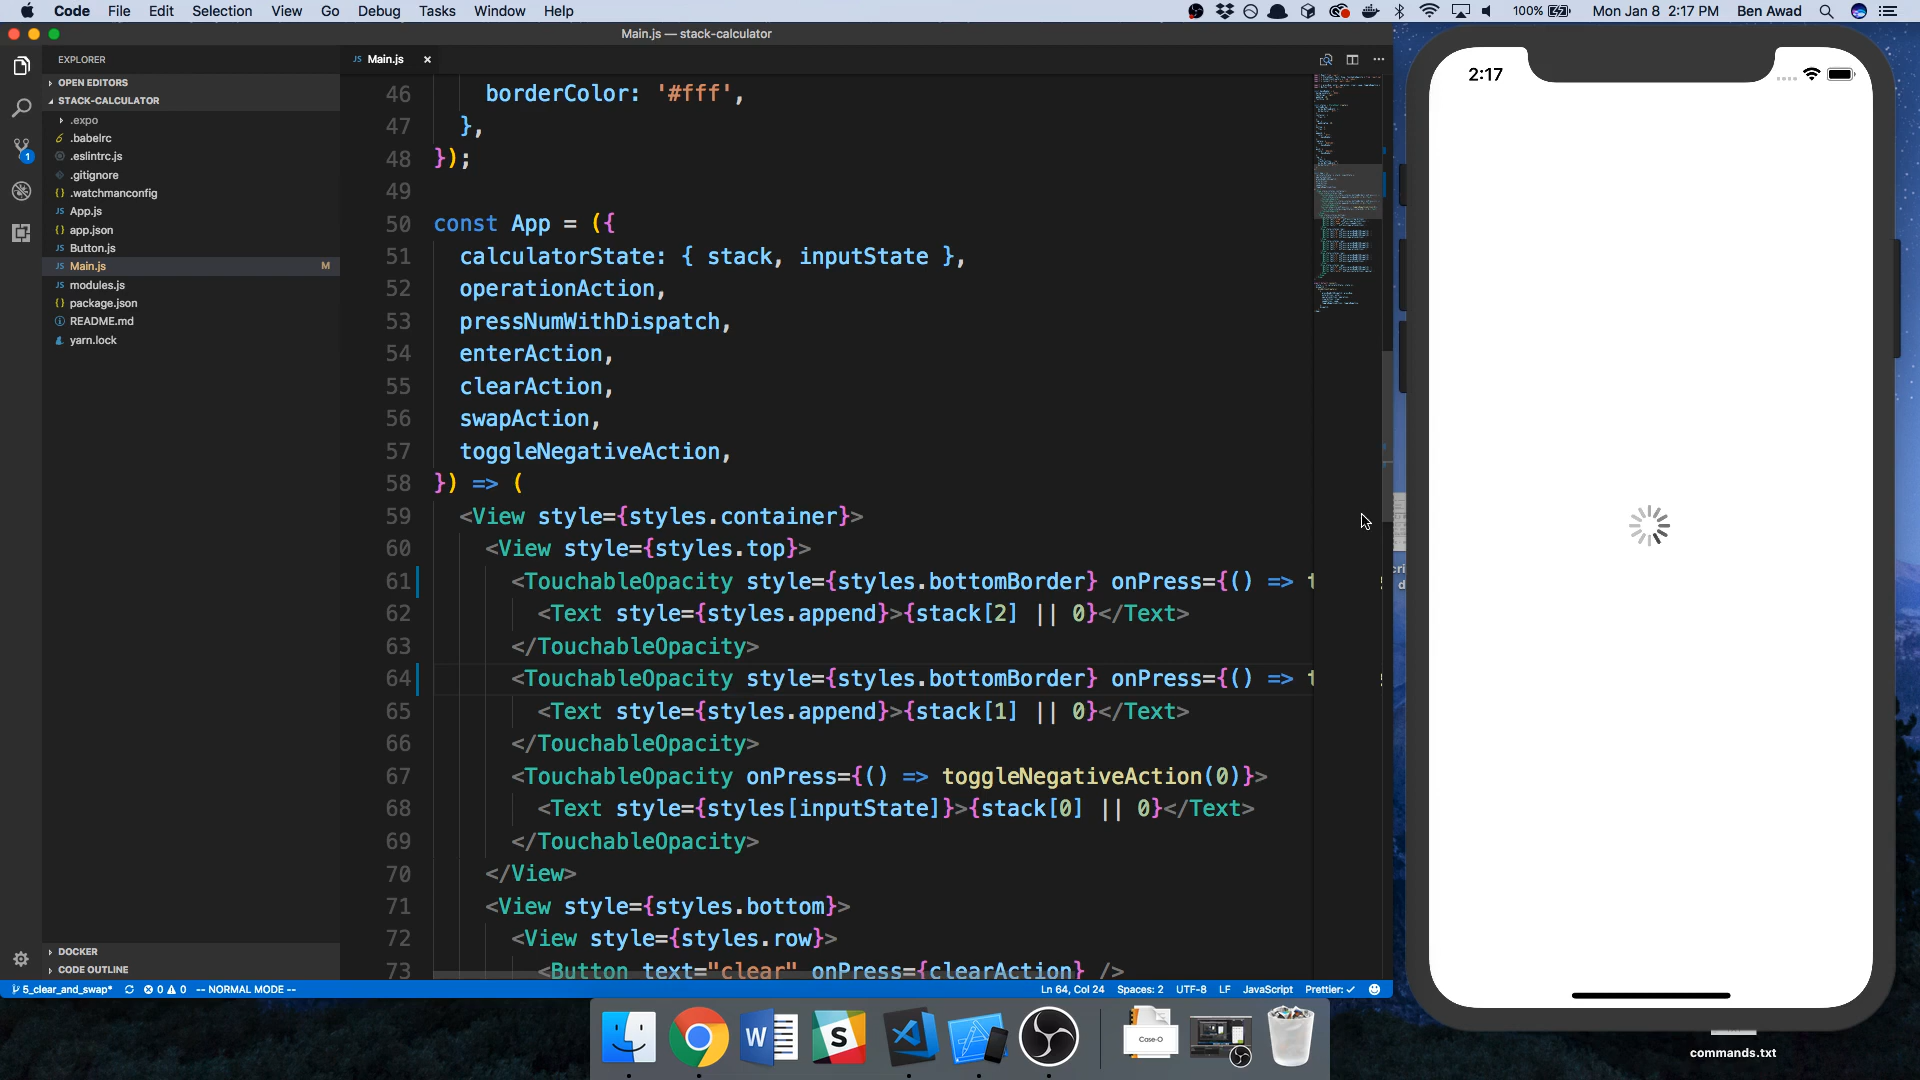 Code File Edit Selection View Go Debug Tasks Window Help 100% Mon Jan 8 2:17 PM Ben Awad
Main.js — stack-calculator
2:17
EXPLORER
JS Main.js ×
OPEN EDITORS
STACK-CALCULATOR
.expo
.babelrc
.eslintrc.js
.gitignore
{} .watchmanconfig
JS App.js
{} app.json
JS Button.js
JS Main.js M
JS modules.js
{} package.json
README.md
yarn.lock
1
46 borderColor: '#fff',
47 },
48 });
49
50 const App = ({
51 calculatorState: { stack, inputState },
52 operationAction,
53 pressNumWithDispatch,
54 enterAction,
55 clearAction,
56 swapAction,
57 toggleNegativeAction,
58 }) => (
59 <View style={styles.container}>
60 <View style={styles.top}>
61 <TouchableOpacity style={styles.bottomBorder} onPress={() =>
62 <Text style={styles.append}>{stack[2] || 0}</Text>
63 </TouchableOpacity>
64 <TouchableOpacity style={styles.bottomBorder} onPress={() =>
65 <Text style={styles.append}>{stack[1] || 0}</Text>
66 </TouchableOpacity>
67 <TouchableOpacity onPress={() => toggleNegativeAction(0)}>
68 <Text style={styles[inputState]}>{stack[0] || 0}</Text>
69 </TouchableOpacity>
70 </View>
71 <View style={styles.bottom}>
72 <View style={styles.row}>
73 <Button text="clear" onPress={clearAction} />
DOCKER
CODE OUTLINE
5_clear_and_swap* 0 0 -- NORMAL MODE -- Ln 64, Col 24 Spaces: 2 UTF-8 LF JavaScript Prettier: ✓
W
S
Case-O
commands.txt